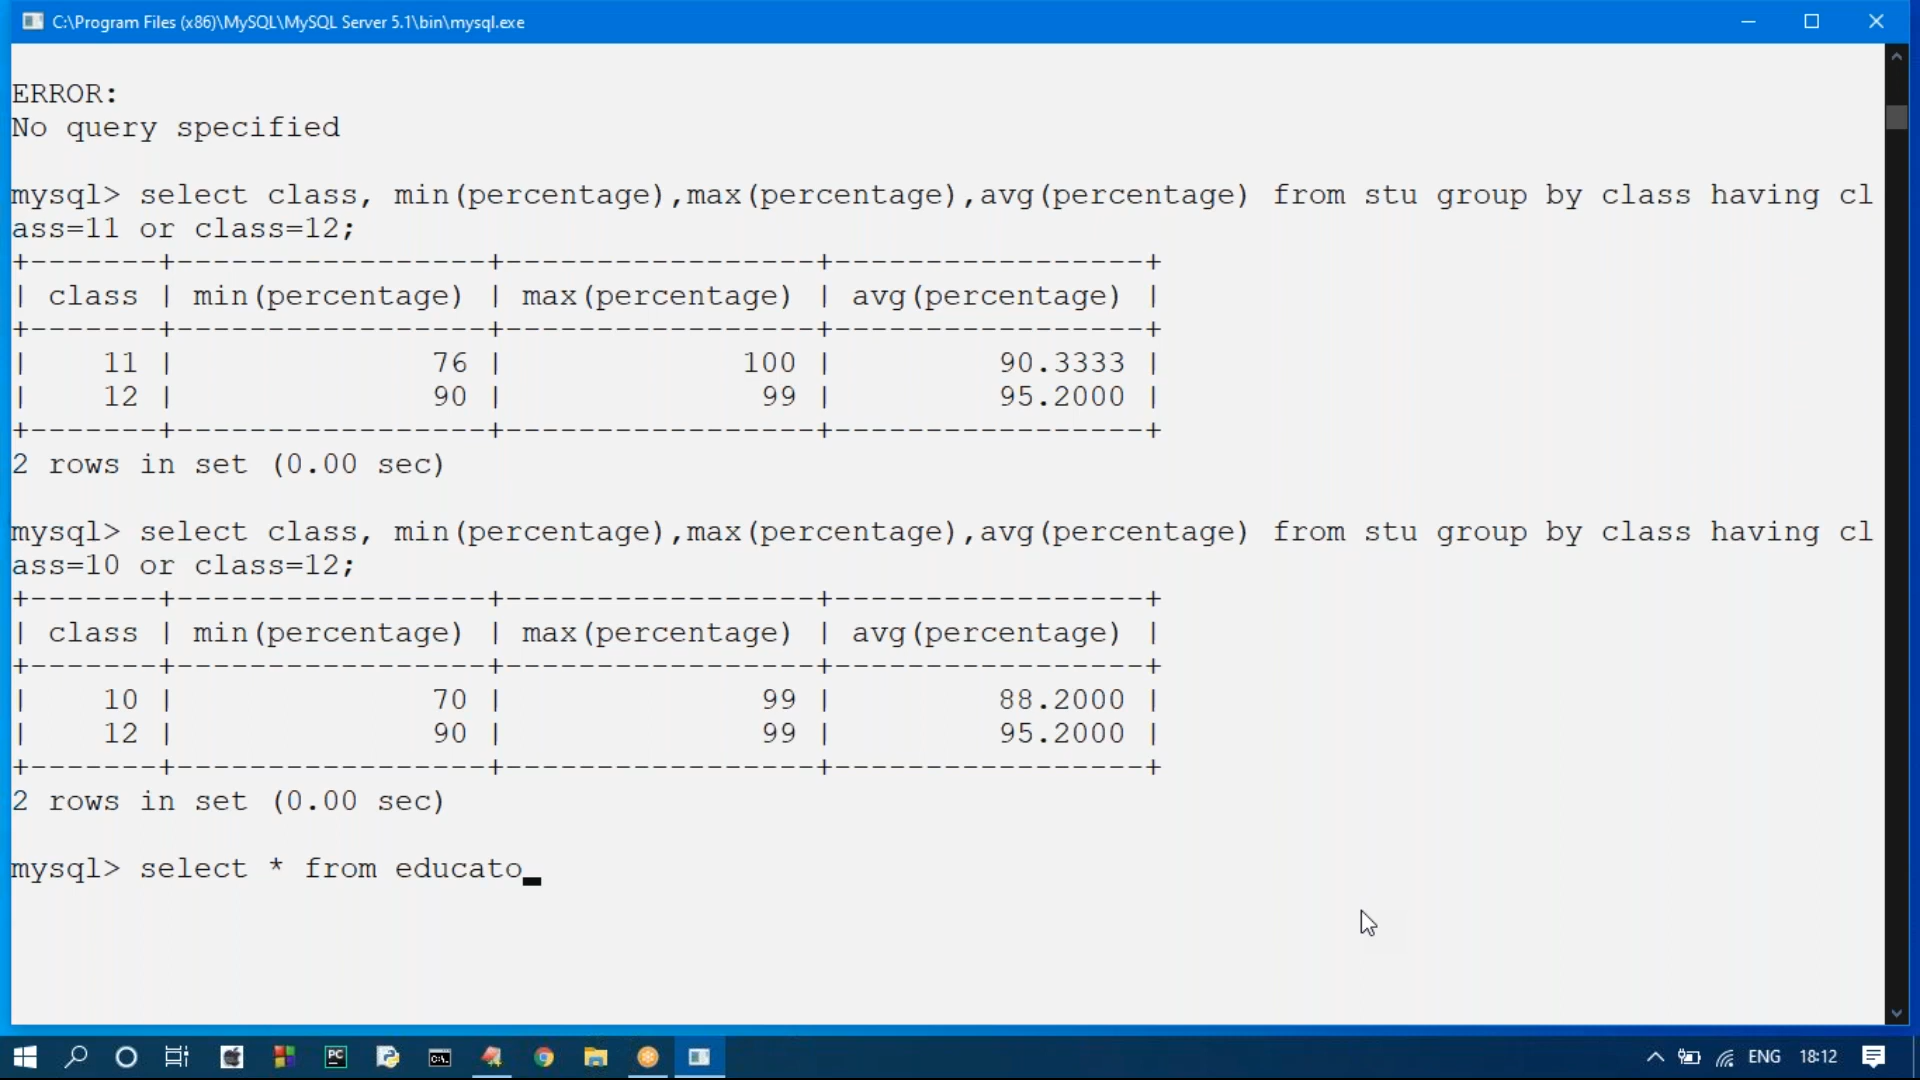 C:\Program Files (x86)\MySQL\MySQL Server 5.1\bin\mysql.exe
ERROR:
No query specified
mysql> select class, min(percentage),max(percentage),avg(percentage) from stu group by class having cl
ass=11 or class=12;
+-------+-----------------+-----------------+-----------------+
| class | min(percentage) | max(percentage) | avg(percentage) |
+-------+-----------------+-----------------+-----------------+
|    11 |              76 |             100 |         90.3333 |
|    12 |              90 |              99 |         95.2000 |
+-------+-----------------+-----------------+-----------------+
2 rows in set (0.00 sec)
mysql> select class, min(percentage),max(percentage),avg(percentage) from stu group by class having cl
ass=10 or class=12;
+-------+-----------------+-----------------+-----------------+
| class | min(percentage) | max(percentage) | avg(percentage) |
+-------+-----------------+-----------------+-----------------+
|    10 |              70 |              99 |         88.2000 |
|    12 |              90 |              99 |         95.2000 |
+-------+-----------------+-----------------+-----------------+
2 rows in set (0.00 sec)
mysql> select * from educato_
PC
C:\.
ENG
18:12